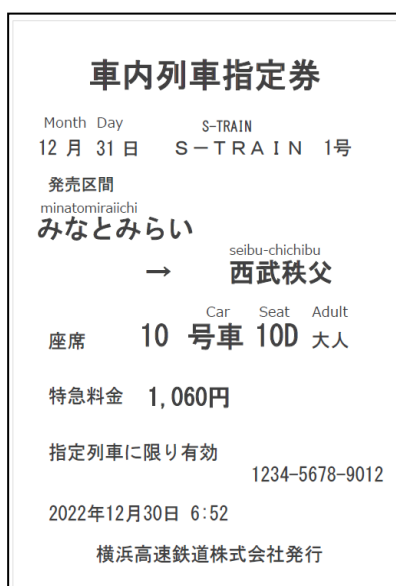 車内列車指定券
Month Day S-TRAIN
12 月 31 日 S－TRAIN 1号
発売区間
minatomiraiichi
みなとみらい
seibu-chichibu
→ 西武秩父
Car Seat Adult
座席 10 号車 10D 大人
特急料金 1,060円
指定列車に限り有効
1234-5678-9012
2022年12月30日 6:52
横浜高速鉄道株式会社発行